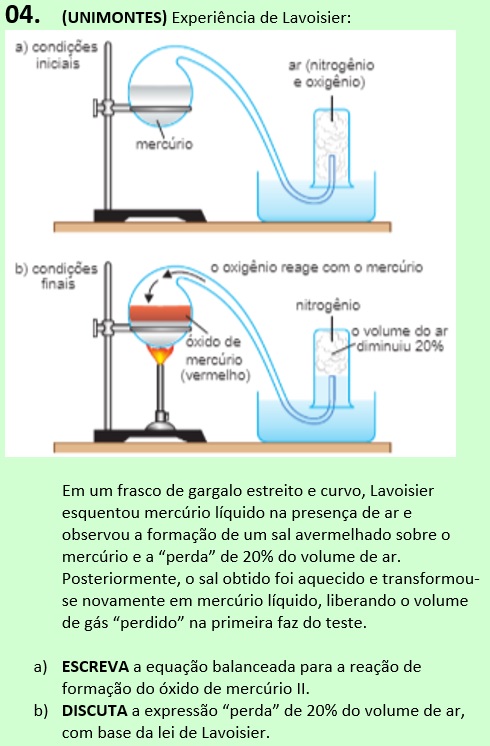 04. (UNIMONTES) Experiência de Lavoisier:
a) condições
iniciais
ar (nitrogênio
e oxigênio)
mercúrio
b) condições
finais
o oxigênio reage com o mercúrio
nitrogênio
o volume do ar
diminuiu 20%
óxido de
mercúrio
(vermelho)
Em um frasco de gargalo estreito e curvo, Lavoisier
esquentou mercúrio líquido na presença de ar e
observou a formação de um sal avermelhado sobre o
mercúrio e a “perda” de 20% do volume de ar.
Posteriormente, o sal obtido foi aquecido e transformou-
se novamente em mercúrio líquido, liberando o volume
de gás “perdido” na primeira faz do teste.
a) ESCREVA a equação balanceada para a reação de
formação do óxido de mercúrio II.
b) DISCUTA a expressão “perda” de 20% do volume de ar,
com base da lei de Lavoisier.